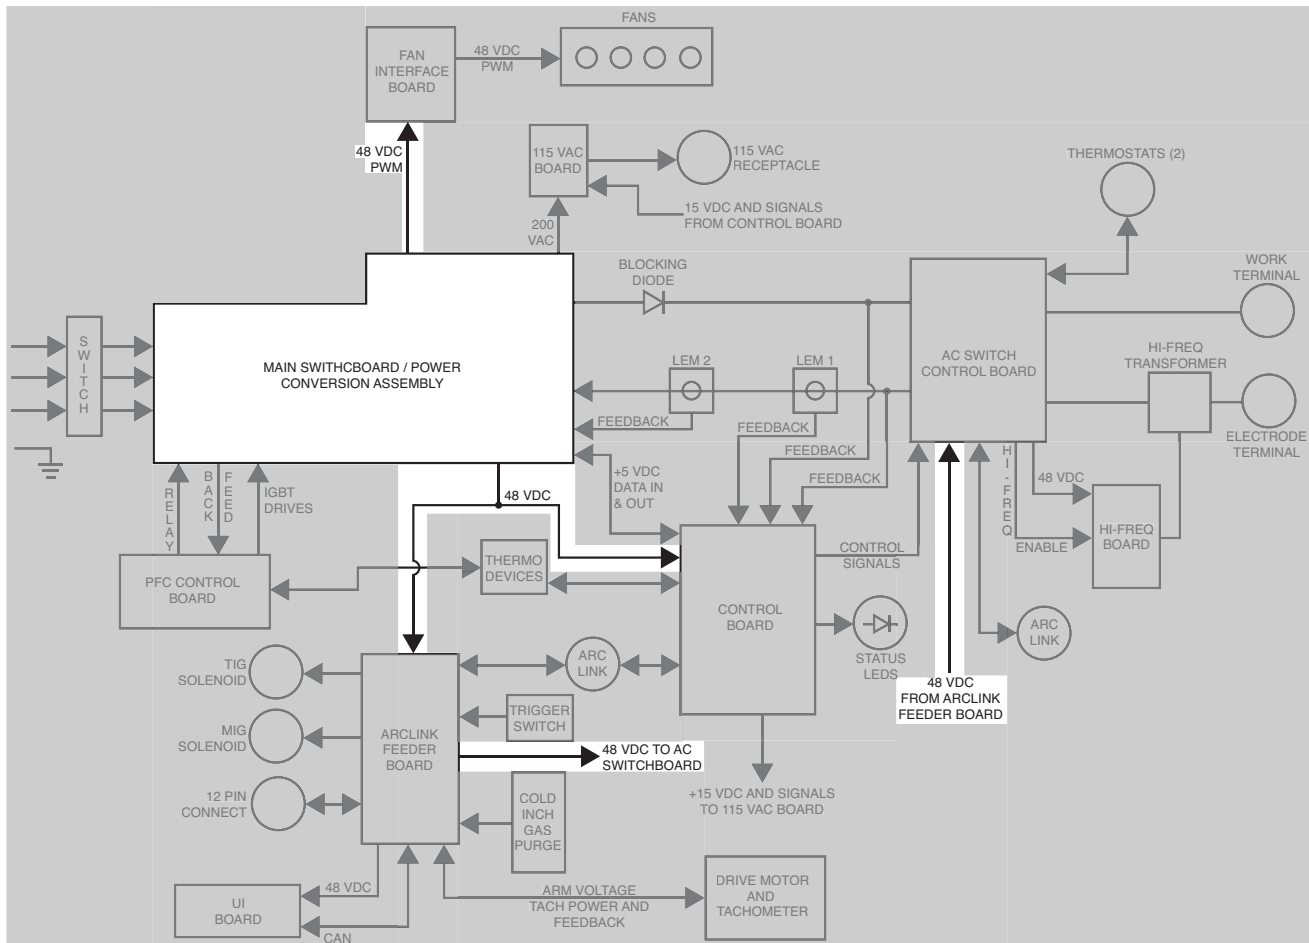 FANS
FAN
INTERFACE
BOARD
48 VDC
PWM
48 VDC
PWM
115 VAC
BOARD
115 VAC
RECEPTACLE
15 VDC AND SIGNALS
FROM CONTROL BOARD
200
VAC
THERMOSTATS (2)
BLOCKING
DIODE
WORK
TERMINAL
SWITCH
MAIN SWITHCBOARD / POWER
CONVERSION ASSEMBLY
LEM 2
LEM 1
AC SWITCH
CONTROL BOARD
HI-FREQ
TRANSFORMER
FEEDBACK
FEEDBACK
FEEDBACK
FEEDBACK
ELECTRODE
TERMINAL
RELAY
BACK
FEED
IGBT
DRIVES
48 VDC
+5 VDC
DATA IN
& OUT
HI-FREQ
48 VDC
ENABLE
HI-FREQ
BOARD
PFC CONTROL
BOARD
THERMO
DEVICES
CONTROL
SIGNALS
CONTROL
BOARD
STATUS
LEDS
ARC
LINK
ARC
LINK
48 VDC
FROM ARCLINK
FEEDER BOARD
TIG
SOLENOID
MIG
SOLENOID
12 PIN
CONNECT
ARCLINK
FEEDER
BOARD
TRIGGER
SWITCH
48 VDC TO AC
SWITCHBOARD
COLD
INCH
GAS
PURGE
+15 VDC AND SIGNALS
TO 115 VAC BOARD
UI
BOARD
48 VDC
CAN
ARM VOLTAGE
TACH POWER AND
FEEDBACK
DRIVE MOTOR
AND
TACHOMETER